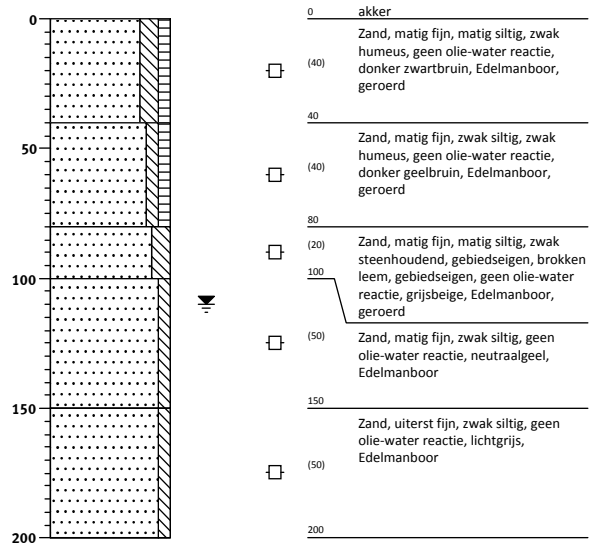 0
50
100
150
200
0 akker
(40)
Zand, matig fijn, matig siltig, zwak
humeus, geen olie-water reactie,
donker zwartbruin, Edelmanboor,
geroerd
40
(40)
Zand, matig fijn, zwak siltig, zwak
humeus, geen olie-water reactie,
donker geelbruin, Edelmanboor,
geroerd
80
(20)
Zand, matig fijn, matig siltig, zwak
steenhoudend, gebiedseigen, brokken
leem, gebiedseigen, geen olie-water
reactie, grijsbeige, Edelmanboor,
geroerd
100
(50)
Zand, matig fijn, zwak siltig, geen
olie-water reactie, neutraalgeel,
Edelmanboor
150
(50)
Zand, uiterst fijn, zwak siltig, geen
olie-water reactie, lichtgrijs,
Edelmanboor
200